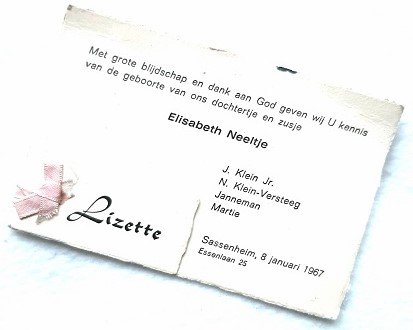 Met grote blijdschap en dank aan God geven wij U kennis
van de geboorte van ons dochtertje en zusje
Elisabeth Neeltje
J. Klein Jr.
N. Klein-Versteeg
Janneman
Martie
Lizette
Sassenheim, 8 januari 1967
Essenlaan 25